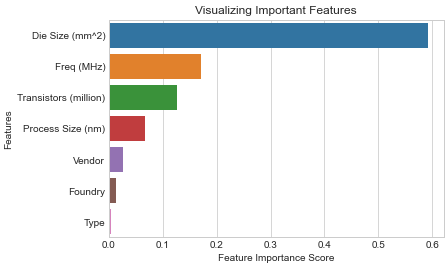 Visualizing Important Features
Die Size (mm^2)
Freq (MHz)
Transistors (million)
Process Size (nm)
Vendor
Foundry
Type
Features
0.0 0.1 0.2 0.3 0.4 0.5 0.6
Feature Importance Score